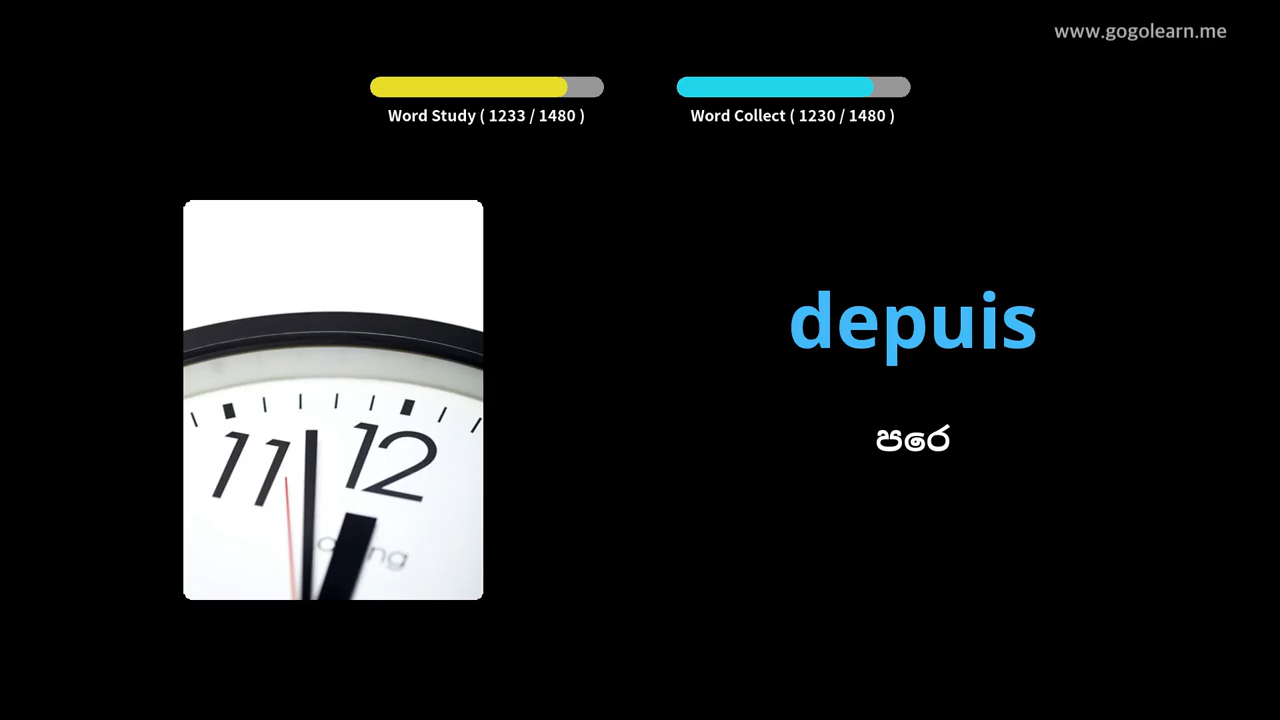 www.gogolearn.me
Word Study ( 1233 / 1480 )
Word Collect ( 1230 / 1480 )
depuis
පරෙ
11 12